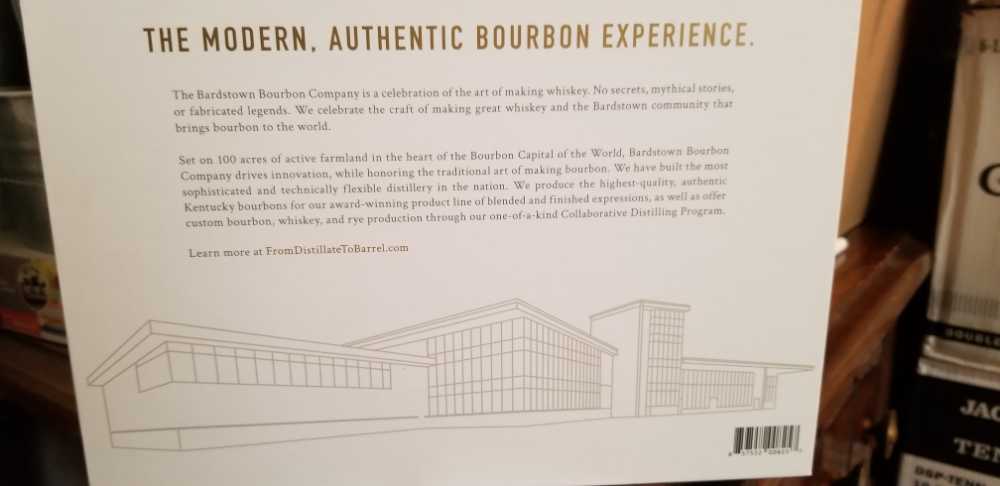 THE MODERN, AUTHENTIC BOURBON EXPERIENCE.
The Bardstown Bourbon Company is a celebration of the art of making whiskey. No secrets, mythical stories,
or fabricated legends. We celebrate the craft of making great whiskey and the Bardstown community that
brings bourbon to the world.
Set on 100 acres of active farmland in the heart of the Bourbon Capital of the World, Bardstown Bourbon
Company drives innovation, while honoring the traditional art of making bourbon. We have built the most
sophisticated and technically flexible distillery in the nation. We produce the highest-quality, authentic
Kentucky bourbons for our award-winning product line of blended and finished expressions, as well as offer
custom bourbon, whiskey, and rye production through our one-of-a-kind Collaborative Distilling Program.
Learn more at FromDistillateToBarrel.com
DOUBLE
JAC
TEN
DSP-TENN